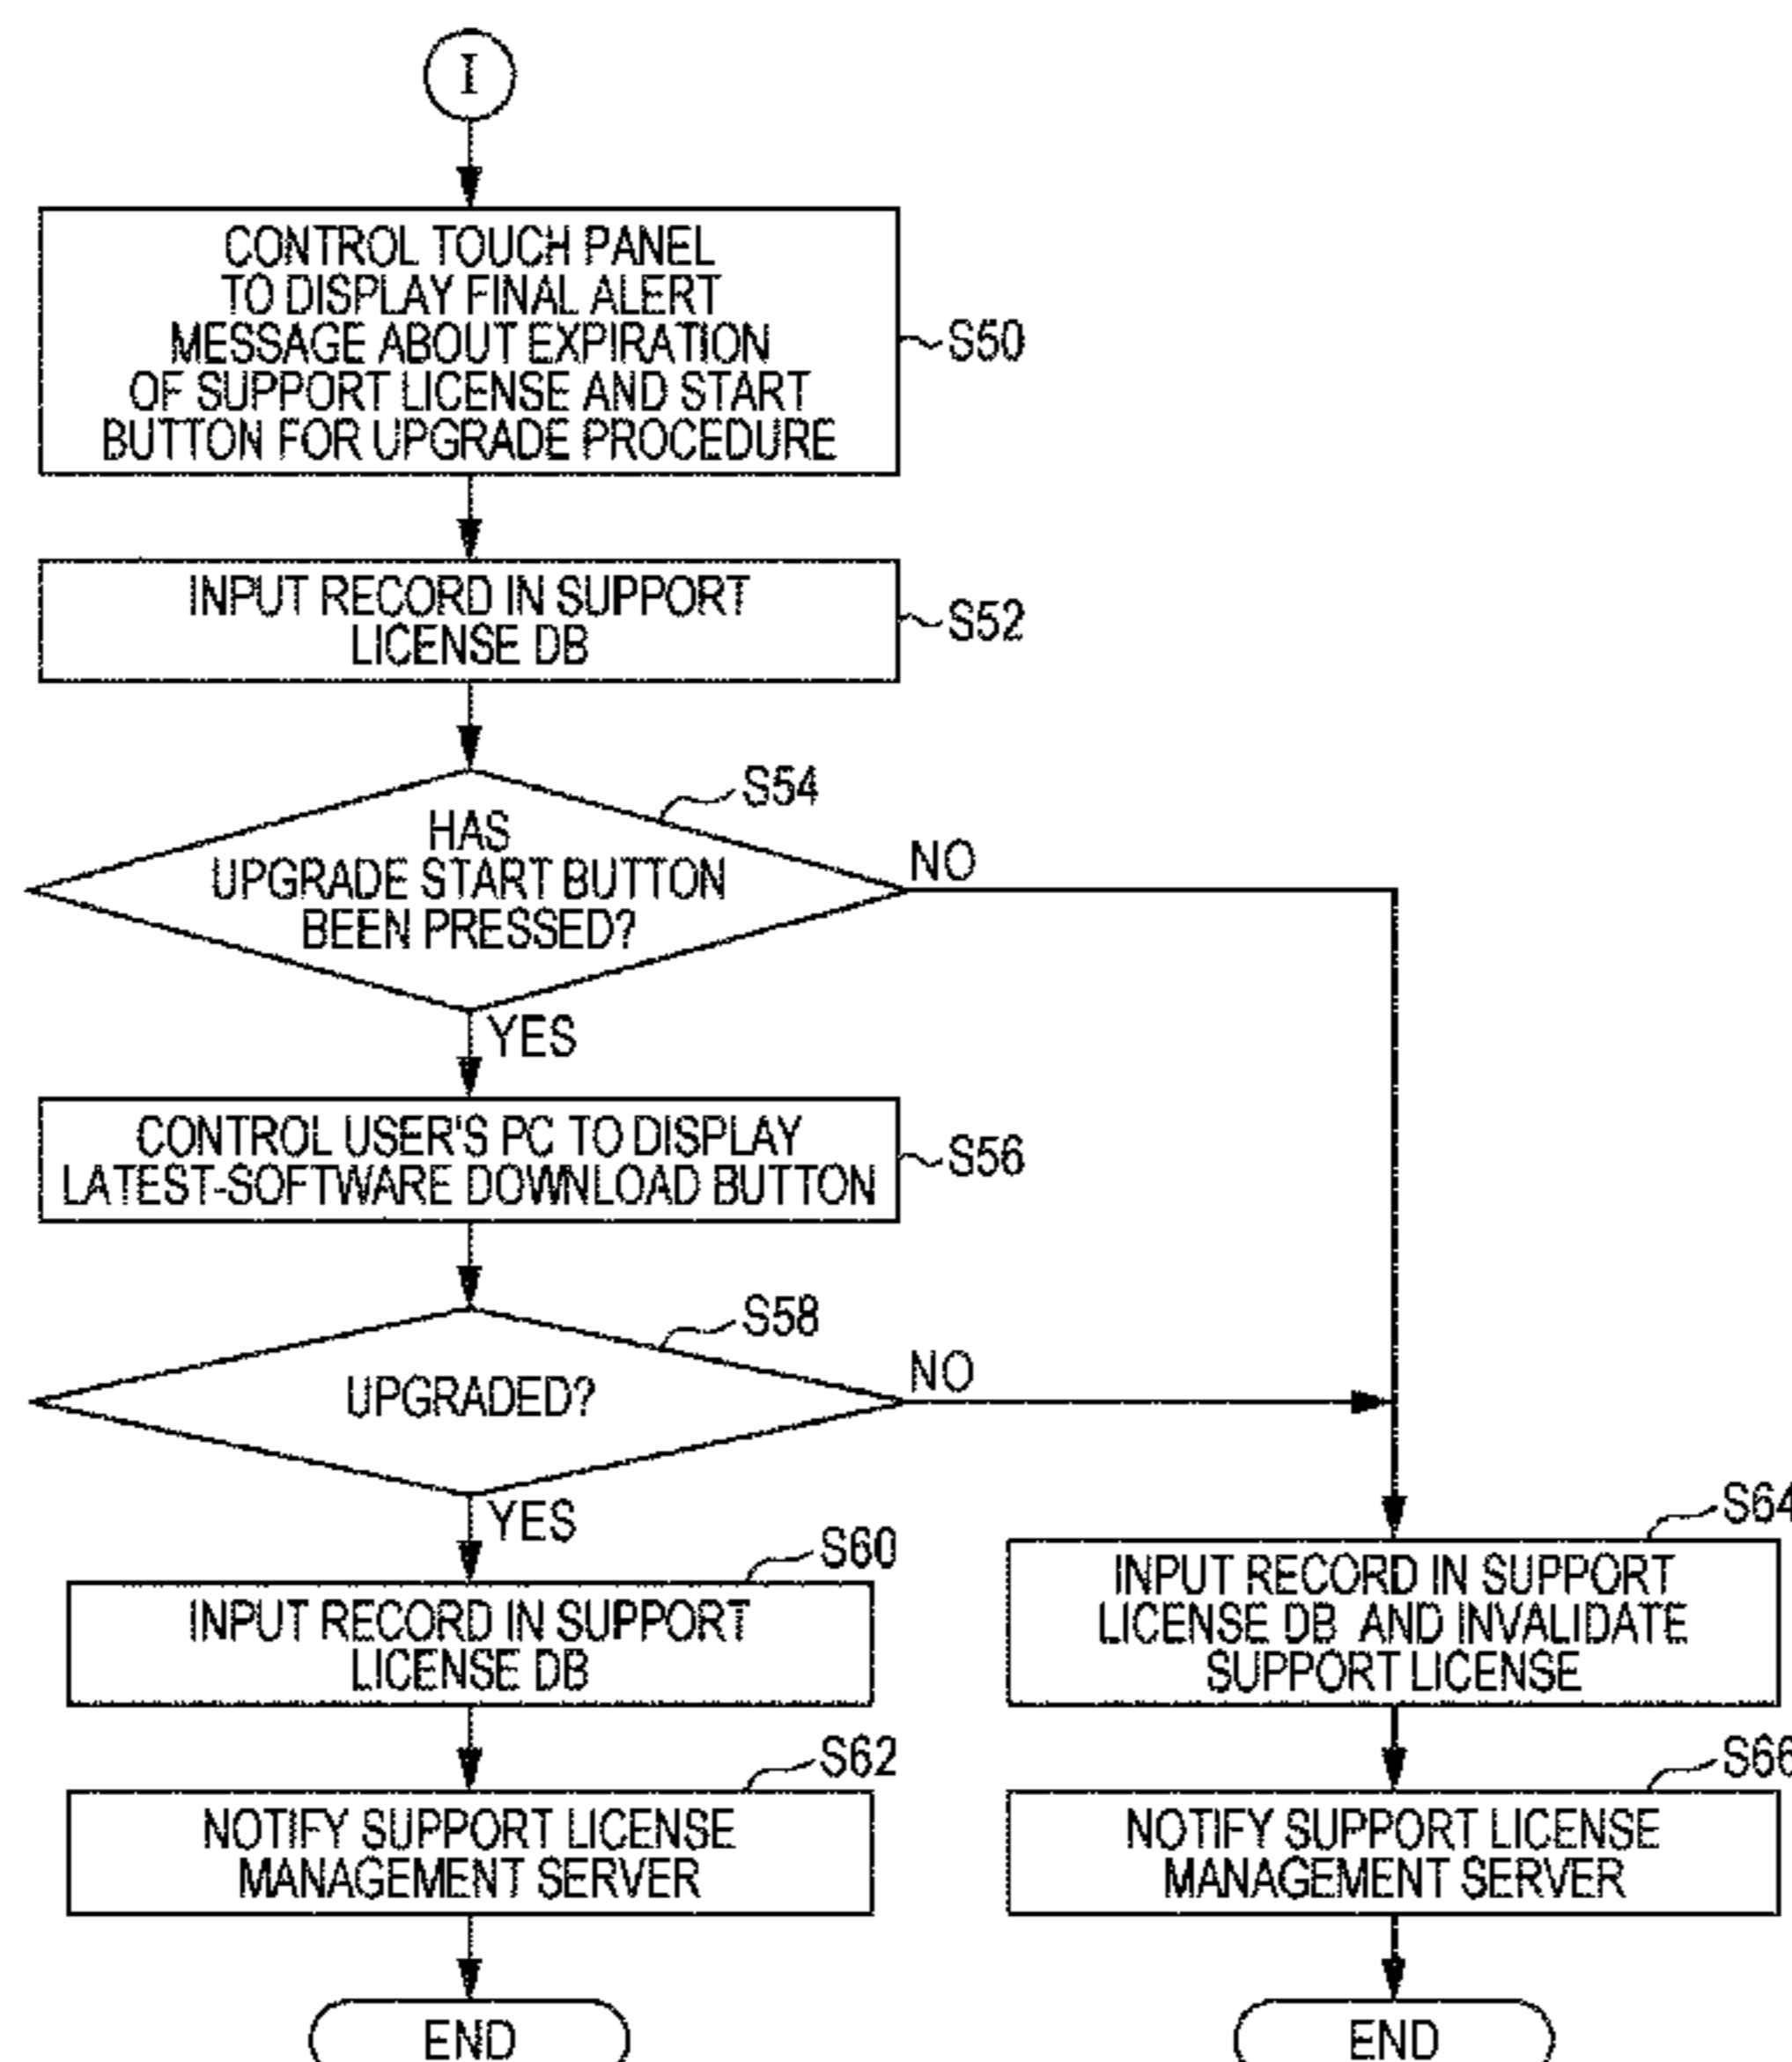 I
CONTROL TOUCH PANEL
TO DISPLAY FINAL ALERT
MESSAGE ABOUT EXPIRATION
OF SUPPORT LICENSE AND START
BUTTON FOR UPGRADE PROCEDURE
S50
INPUT RECORD IN SUPPORT
LICENSE DB
S52
S54
HAS
UPGRADE START BUTTON
BEEN PRESSED?
NO
YES
CONTROL USER'S PC TO DISPLAY
LATEST-SOFTWARE DOWNLOAD BUTTON
S56
S58
UPGRADED?
NO
YES
S60
INPUT RECORD IN SUPPORT
LICENSE DB
S62
NOTIFY SUPPORT LICENSE
MANAGEMENT SERVER
END
S64
INPUT RECORD IN SUPPORT
LICENSE DB AND INVALIDATE
SUPPORT LICENSE
S66
NOTIFY SUPPORT LICENSE
MANAGEMENT SERVER
END